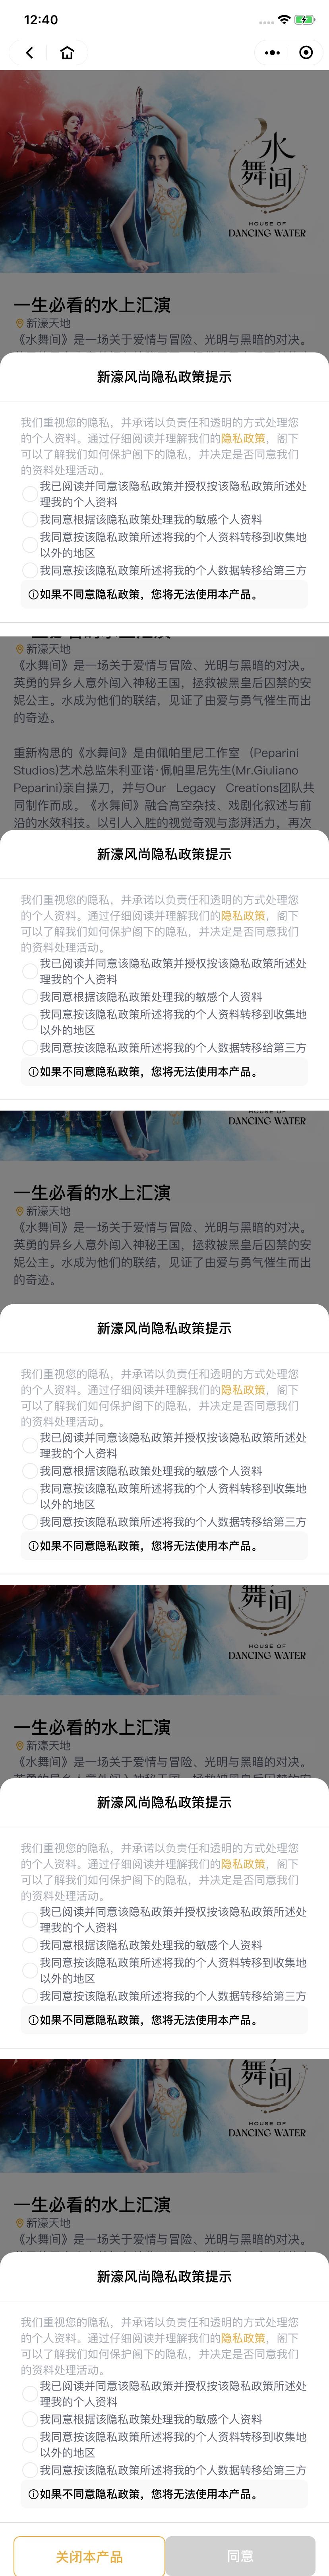 12:40
水
舞
间
HOUSE OF
DANCING WATER
一生必看的水上汇演
新濠天地
《水舞间》是一场关于爱情与冒险、光明与黑暗的对决。
新濠风尚隐私政策提示
我们重视您的隐私，并承诺以负责任和透明的方式处理您
的个人资料。通过仔细阅读并理解我们的隐私政策，阁下
可以了解我们如何保护阁下的隐私，并决定是否同意我们
的资料处理活动。
我已阅读并同意该隐私政策并授权按该隐私政策所述处
理我的个人资料
我同意根据该隐私政策处理我的敏感个人资料
我同意按该隐私政策所述将我的个人资料转移到收集地
以外的地区
我同意按该隐私政策所述将我的个人数据转移给第三方
如果不同意隐私政策，您将无法使用本产品。
新濠天地
《水舞间》是一场关于爱情与冒险、光明与黑暗的对决。
英勇的异乡人意外闯入神秘王国，拯救被黑皇后囚禁的安
妮公主。水成为他们的联结，见证了由爱与勇气催生而出
的奇迹。
重新构思的《水舞间》是由佩帕里尼工作室 （Peparini
Studios)艺术总监朱利亚诺·佩帕里尼先生(Mr.Giuliano
Peparini)亲自操刀，并与Our Legacy Creations团队共
同制作而成。《水舞间》融合高空杂技、戏剧化叙述与前
沿的水效科技。以引人入胜的视觉奇观与澎湃活力，再次
新濠风尚隐私政策提示
我们重视您的隐私，并承诺以负责任和透明的方式处理您
的个人资料。通过仔细阅读并理解我们的隐私政策，阁下
可以了解我们如何保护阁下的隐私，并决定是否同意我们
的资料处理活动。
我已阅读并同意该隐私政策并授权按该隐私政策所述处
理我的个人资料
我同意根据该隐私政策处理我的敏感个人资料
我同意按该隐私政策所述将我的个人资料转移到收集地
以外的地区
我同意按该隐私政策所述将我的个人数据转移给第三方
如果不同意隐私政策，您将无法使用本产品。
DANCING WATER
一生必看的水上汇演
新濠天地
《水舞间》是一场关于爱情与冒险、光明与黑暗的对决。
英勇的异乡人意外闯入神秘王国，拯救被黑皇后囚禁的安
妮公主。水成为他们的联结，见证了由爱与勇气催生而出
的奇迹。
新濠风尚隐私政策提示
我们重视您的隐私，并承诺以负责任和透明的方式处理您
的个人资料。通过仔细阅读并理解我们的隐私政策，阁下
可以了解我们如何保护阁下的隐私，并决定是否同意我们
的资料处理活动。
我已阅读并同意该隐私政策并授权按该隐私政策所述处
理我的个人资料
我同意根据该隐私政策处理我的敏感个人资料
我同意按该隐私政策所述将我的个人资料转移到收集地
以外的地区
我同意按该隐私政策所述将我的个人数据转移给第三方
如果不同意隐私政策，您将无法使用本产品。
舞
间
HOUSE OF
DANCING WATER
一生必看的水上汇演
新濠天地
《水舞间》是一场关于爱情与冒险、光明与黑暗的对决。
新濠风尚隐私政策提示
我们重视您的隐私，并承诺以负责任和透明的方式处理您
的个人资料。通过仔细阅读并理解我们的隐私政策，阁下
可以了解我们如何保护阁下的隐私，并决定是否同意我们
的资料处理活动。
我已阅读并同意该隐私政策并授权按该隐私政策所述处
理我的个人资料
我同意根据该隐私政策处理我的敏感个人资料
我同意按该隐私政策所述将我的个人资料转移到收集地
以外的地区
我同意按该隐私政策所述将我的个人数据转移给第三方
如果不同意隐私政策，您将无法使用本产品。
间
HOUSE OF
DANCING WATER
一生必看的水上汇演
新濠天地
《水舞间》是一场关于爱情与冒险、光明与黑暗的对决。
新濠风尚隐私政策提示
我们重视您的隐私，并承诺以负责任和透明的方式处理您
的个人资料。通过仔细阅读并理解我们的隐私政策，阁下
可以了解我们如何保护阁下的隐私，并决定是否同意我们
的资料处理活动。
我已阅读并同意该隐私政策并授权按该隐私政策所述处
理我的个人资料
我同意根据该隐私政策处理我的敏感个人资料
我同意按该隐私政策所述将我的个人资料转移到收集地
以外的地区
我同意按该隐私政策所述将我的个人数据转移给第三方
如果不同意隐私政策，您将无法使用本产品。
关闭本产品
同意